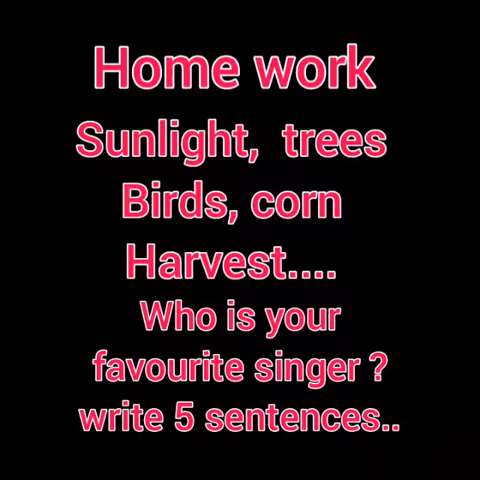 Home work
Sunlight, trees
Birds, corn
Harvest....
Who is your
favourite singer ?
write 5 sentences..